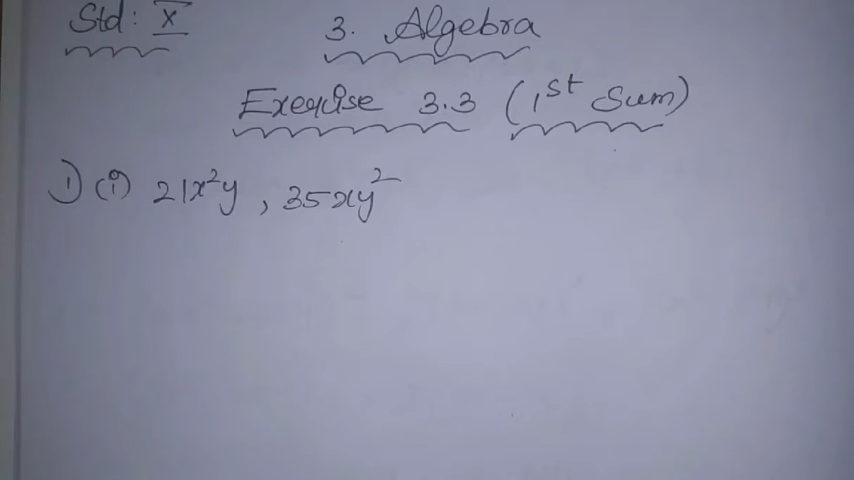 Std: X 3. Algebra
Exercise 3.3 (1st Sum)
1) (i) 21x²y , 35xy²